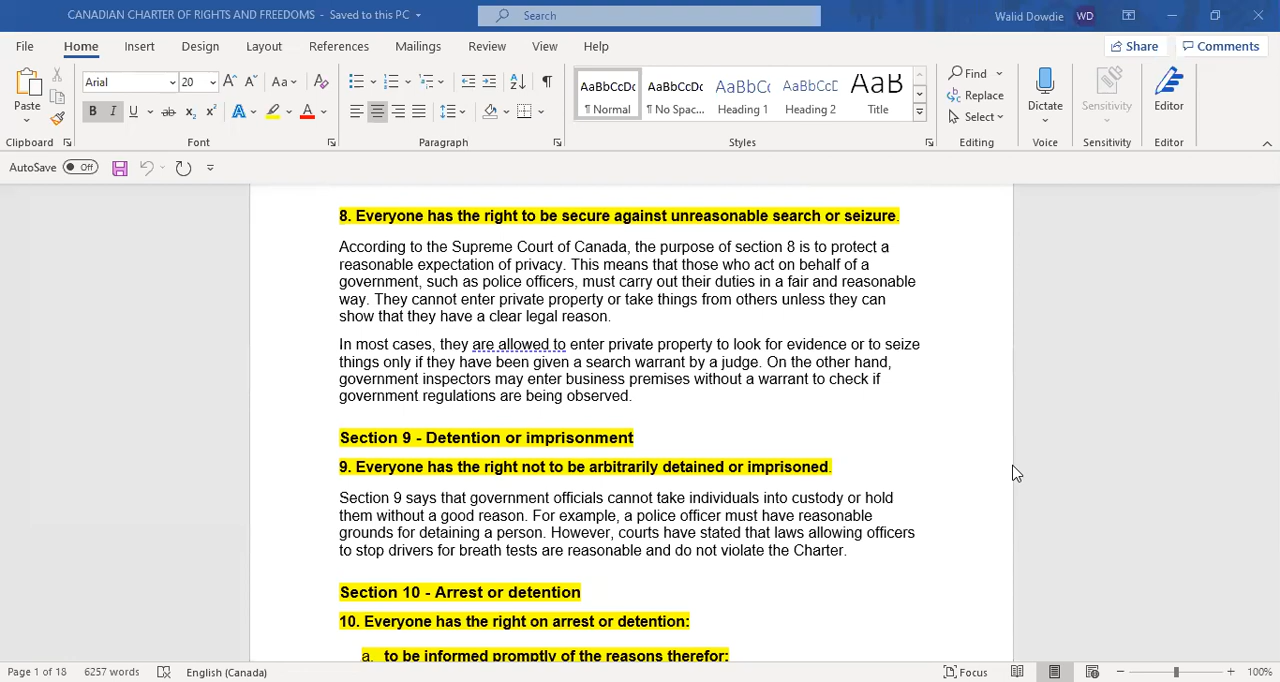 CANADIAN CHARTER OF RIGHTS AND FREEDOMS - Saved to this PC
Search
Walid Dowdie WD
File Home Insert Design Layout References Mailings Review View Help Share Comments
Paste
Arial 20 Aa
AaBbCcDc AaBbCcDc AaBbCc AaBbCcD AaB
¶ Normal ¶ No Spac... Heading 1 Heading 2 Title
Find
Replace
Select
Dictate Sensitivity Editor
Clipboard Font Paragraph Styles Editing Voice Sensitivity Editor
AutoSave Off
8. Everyone has the right to be secure against unreasonable search or seizure.
According to the Supreme Court of Canada, the purpose of section 8 is to protect a
reasonable expectation of privacy. This means that those who act on behalf of a
government, such as police officers, must carry out their duties in a fair and reasonable
way. They cannot enter private property or take things from others unless they can
show that they have a clear legal reason.
In most cases, they are allowed to enter private property to look for evidence or to seize
things only if they have been given a search warrant by a judge. On the other hand,
government inspectors may enter business premises without a warrant to check if
government regulations are being observed.
Section 9 - Detention or imprisonment
9. Everyone has the right not to be arbitrarily detained or imprisoned.
Section 9 says that government officials cannot take individuals into custody or hold
them without a good reason. For example, a police officer must have reasonable
grounds for detaining a person. However, courts have stated that laws allowing officers
to stop drivers for breath tests are reasonable and do not violate the Charter.
Section 10 - Arrest or detention
10. Everyone has the right on arrest or detention:
a. to be informed promptly of the reasons therefor;
Page 1 of 18 6257 words English (Canada) Focus 100%